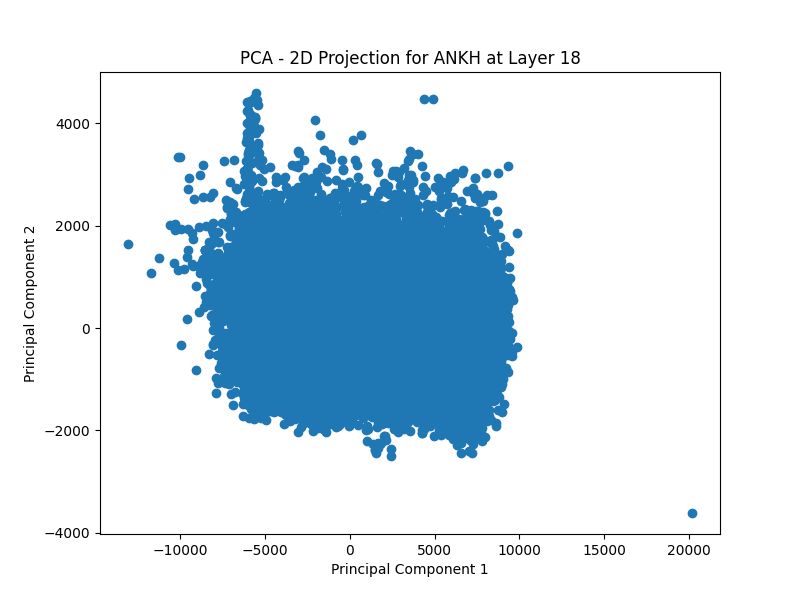 PCA - 2D Projection for ANKH at Layer 18
4000
2000
0
−2000
−4000
Principal Component 2
−10000 −5000 0 5000 10000 15000 20000
Principal Component 1